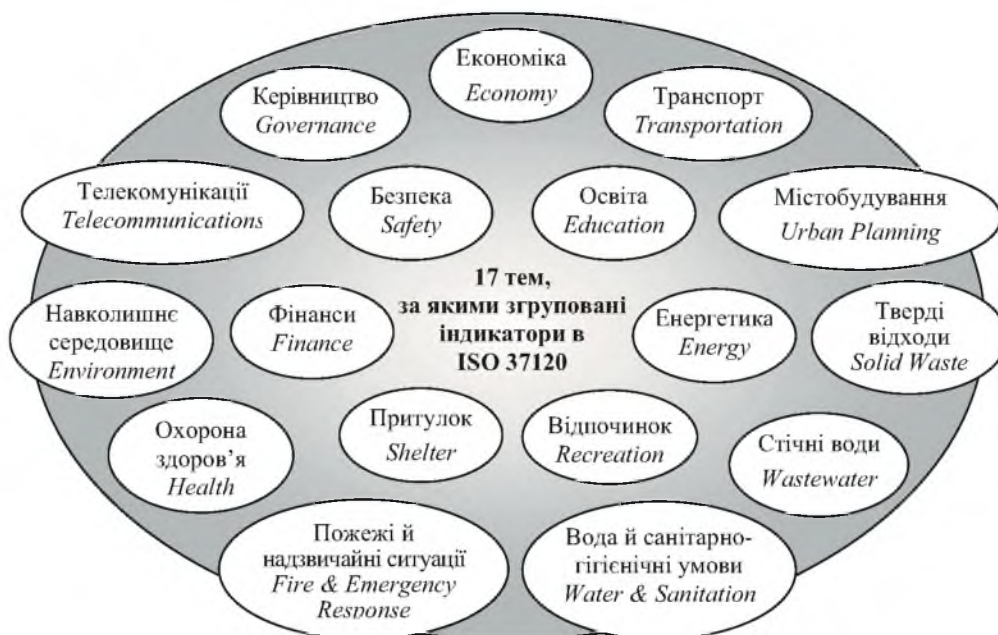 Економіка
Economy
Керівництво
Governance
Транспорт
Transportation
Телекомунікації
Telecommunications
Безпека
Safety
Освіта
Education
Містобудування
Urban Planning
17 тем,
за якими згруповані
індикатори в
ISO 37120
Навколишнє
середовище
Environment
Фінанси
Finance
Енергетика
Energy
Тверді
відходи
Solid Waste
Охорона
здоров’я
Health
Притулок
Shelter
Відпочинок
Recreation
Стічні води
Wastewater
Пожежі й
надзвичайні ситуації
Fire & Emergency
Response
Вода й санітарно-
гігієнічні умови
Water & Sanitation